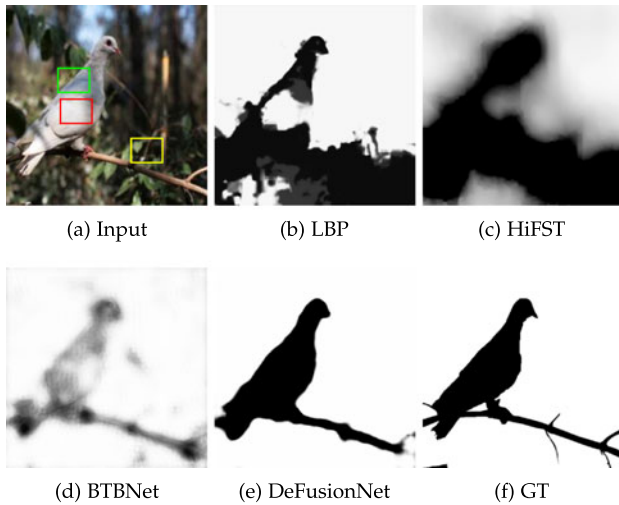 (a) Input
(b) LBP
(c) HiFST
(d) BTBNet
(e) DeFusionNet
(f) GT